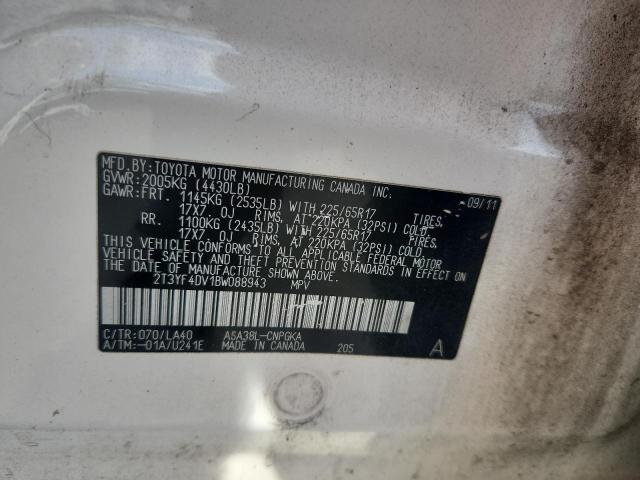 MFD.BY:TOYOTA MOTOR MANUFACTURING CANADA INC.
GVWR:2005KG (4430LB) 09/11
GAWR:FRT. 1145KG (2535LB) WITH 225/65R17 TIRES,
17X7.0J RIMS, AT 220KPA (32PSI) COLD
RR. 1100KG (2435LB) WITH 225/65R17 TIRES,
17X7.0J RIMS, AT 220KPA (32PSI) COLD
THIS VEHICLE CONFORMS TO ALL APPLICABLE FEDERAL MOTOR
VEHICLE SAFETY AND THEFT PREVENTION STANDARDS IN
EFFECT ON THE DATE OF MANUFACTURE SHOWN ABOVE.
2T3YF4DV1BW088943 MPV
C/TR:070/LA40 ASA38L-CNPGKA
A/TM:-01A/U241E MADE IN CANADA 205 A